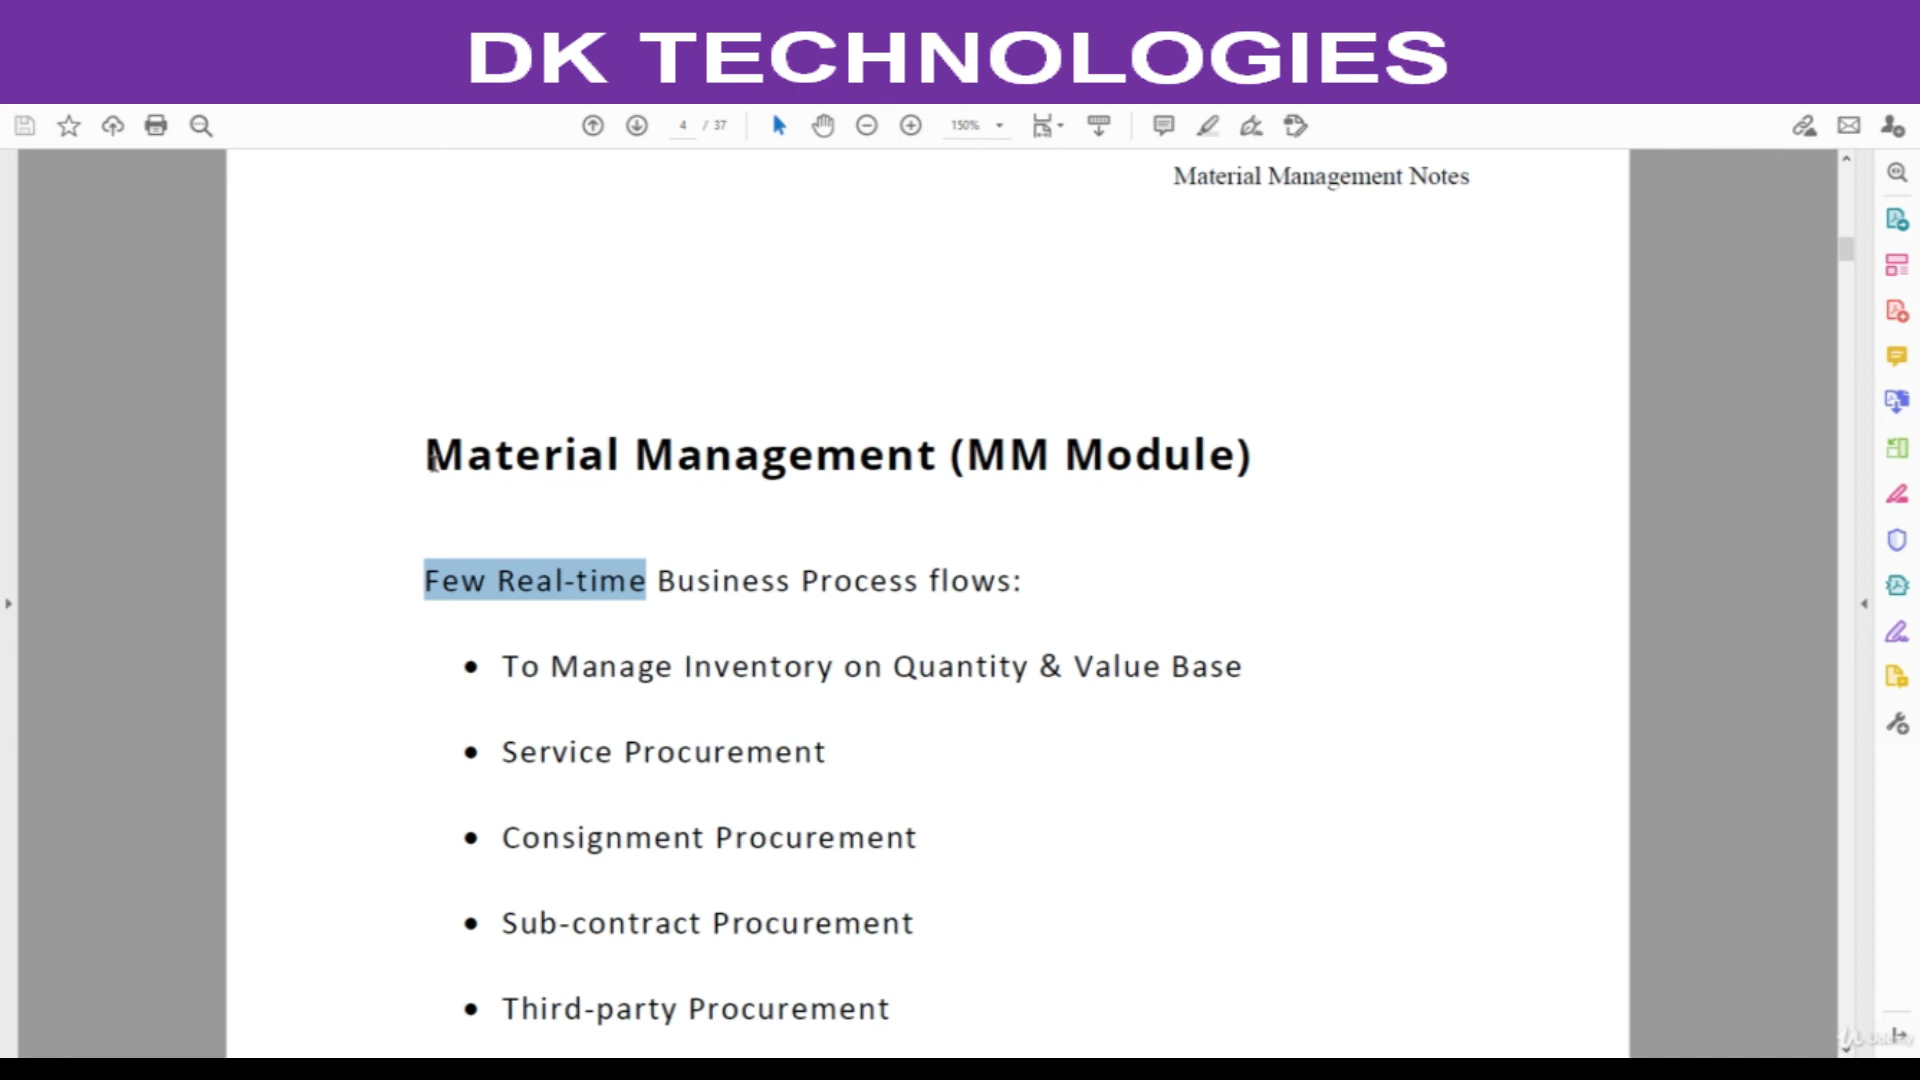 DK TECHNOLOGIES
4 / 37 150%
Material Management Notes
Material Management (MM Module)
Few Real-time Business Process flows:
• To Manage Inventory on Quantity & Value Base
• Service Procurement
• Consignment Procurement
• Sub-contract Procurement
• Third-party Procurement
Udemy